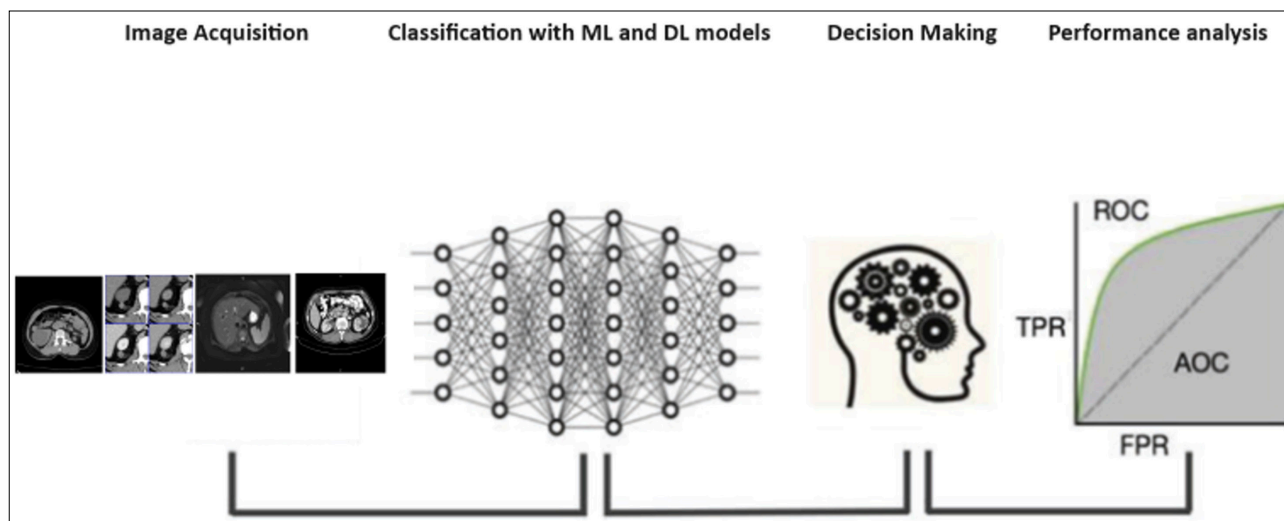 Image Acquisition
Classification with ML and DL models
Decision Making
Performance analysis
ROC
TPR
AOC
FPR